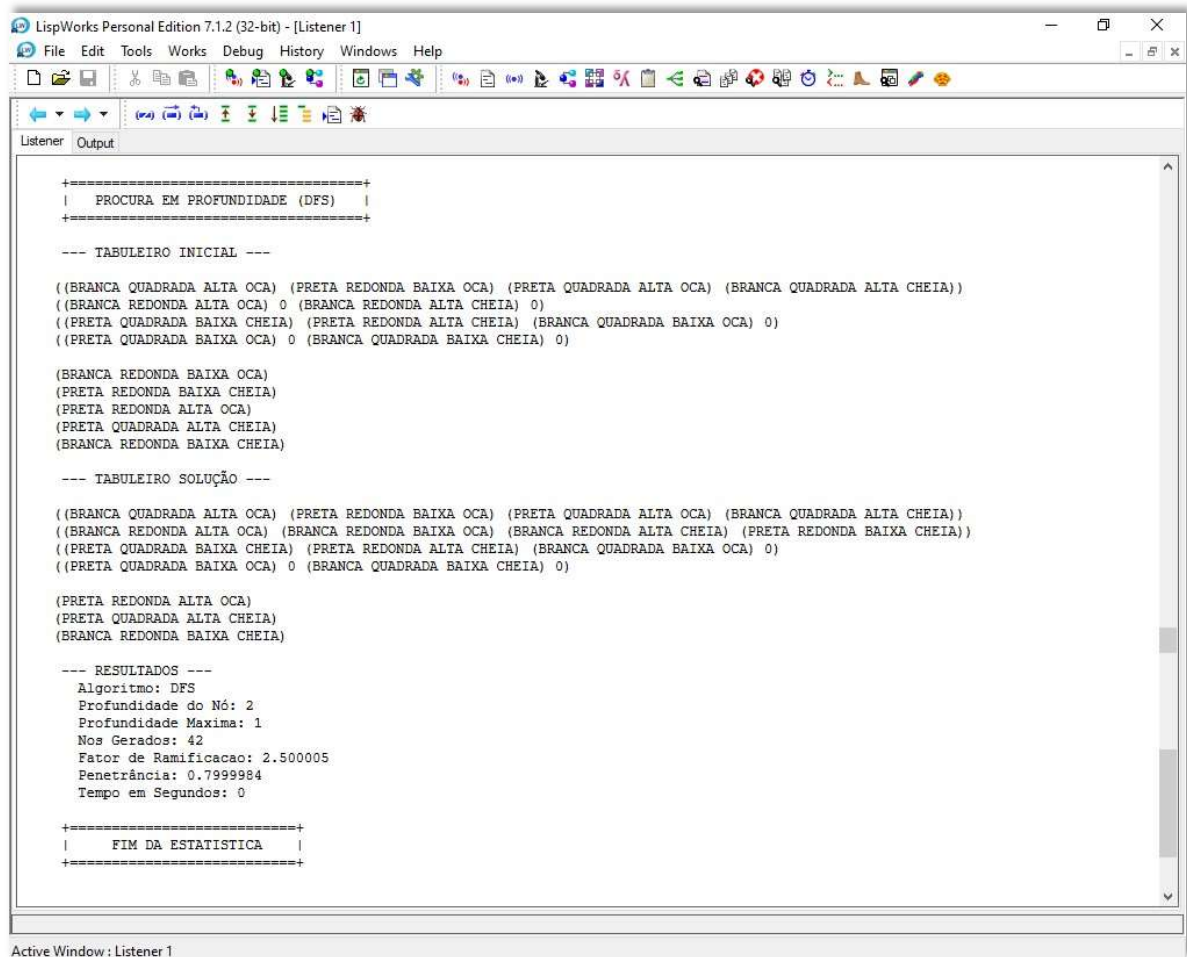 LispWorks Personal Edition 7.1.2 (32-bit) - [Listener 1]
File Edit Tools Works Debug History Windows Help
Listener Output
+===================================+
| PROCURA EM PROFUNDIDADE (DFS) |
+===================================+
--- TABULEIRO INICIAL ---
((BRANCA QUADRADA ALTA OCA) (PRETA REDONDA BAIXA OCA) (PRETA QUADRADA ALTA OCA) (BRANCA QUADRADA ALTA CHEIA))
((BRANCA REDONDA ALTA OCA) 0 (BRANCA REDONDA ALTA CHEIA) 0)
((PRETA QUADRADA BAIXA CHEIA) (PRETA REDONDA ALTA CHEIA) (BRANCA QUADRADA BAIXA OCA) 0)
((PRETA QUADRADA BAIXA OCA) 0 (BRANCA QUADRADA BAIXA CHEIA) 0)
(BRANCA REDONDA BAIXA OCA)
(PRETA REDONDA BAIXA CHEIA)
(PRETA REDONDA ALTA OCA)
(PRETA QUADRADA ALTA CHEIA)
(BRANCA REDONDA BAIXA CHEIA)
--- TABULEIRO SOLUÇÃO ---
((BRANCA QUADRADA ALTA OCA) (PRETA REDONDA BAIXA OCA) (PRETA QUADRADA ALTA OCA) (BRANCA QUADRADA ALTA CHEIA))
((BRANCA REDONDA ALTA OCA) (BRANCA REDONDA BAIXA OCA) (BRANCA REDONDA ALTA CHEIA) (PRETA REDONDA BAIXA CHEIA))
((PRETA QUADRADA BAIXA CHEIA) (PRETA REDONDA ALTA CHEIA) (BRANCA QUADRADA BAIXA OCA) 0)
((PRETA QUADRADA BAIXA OCA) 0 (BRANCA QUADRADA BAIXA CHEIA) 0)
(PRETA REDONDA ALTA OCA)
(PRETA QUADRADA ALTA CHEIA)
(BRANCA REDONDA BAIXA CHEIA)
--- RESULTADOS ---
Algoritmo: DFS
Profundidade do Nó: 2
Profundidade Maxima: 1
Nos Gerados: 42
Fator de Ramificacao: 2.500005
Penetrância: 0.7999984
Tempo em Segundos: 0
+===========================+
| FIM DA ESTATISTICA |
+===========================+
Active Window : Listener 1